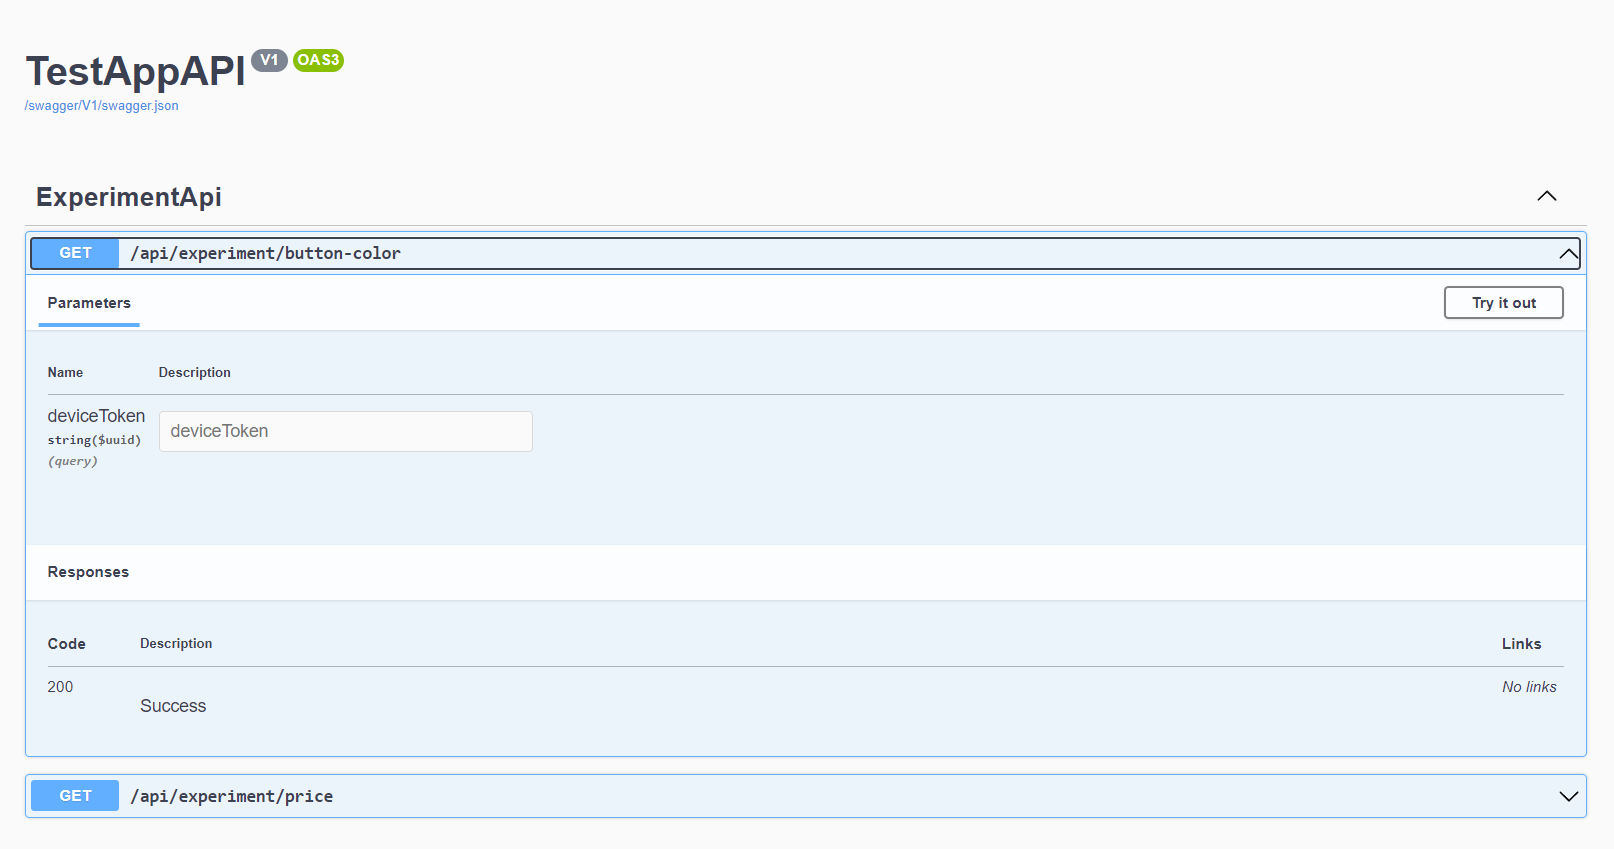 TestAppAPI V1 OAS3
/swagger/V1/swagger.json
ExperimentApi
GET /api/experiment/button-color
Parameters Try it out
Name Description
deviceToken
string($uuid)
(query)
deviceToken
Responses
Code Description Links
200 No links
Success
GET /api/experiment/price